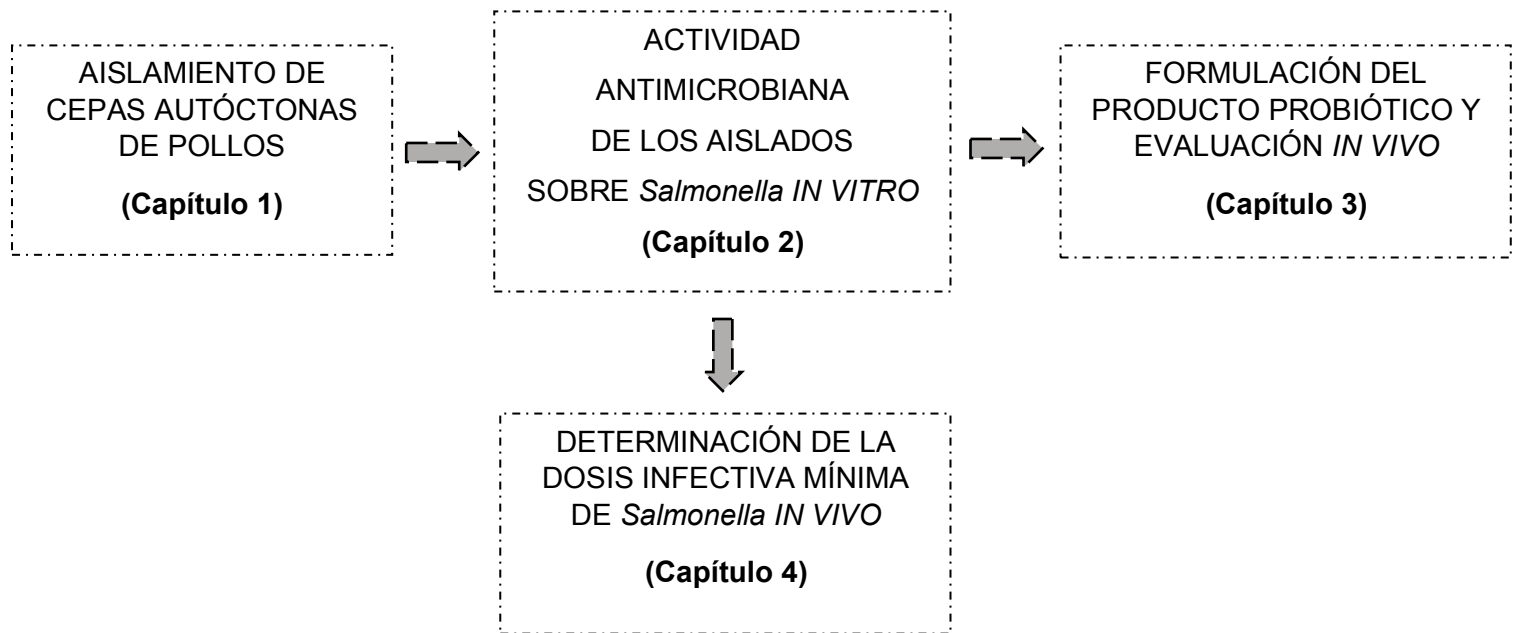 AISLAMIENTO DE
CEPAS AUTÓCTONAS
DE POLLOS
(Capítulo 1)
ACTIVIDAD
ANTIMICROBIANA
DE LOS AISLADOS
SOBRE Salmonella IN VITRO
(Capítulo 2)
FORMULACIÓN DEL
PRODUCTO PROBIÓTICO Y
EVALUACIÓN IN VIVO
(Capítulo 3)
DETERMINACIÓN DE LA
DOSIS INFECTIVA MÍNIMA
DE Salmonella IN VIVO
(Capítulo 4)